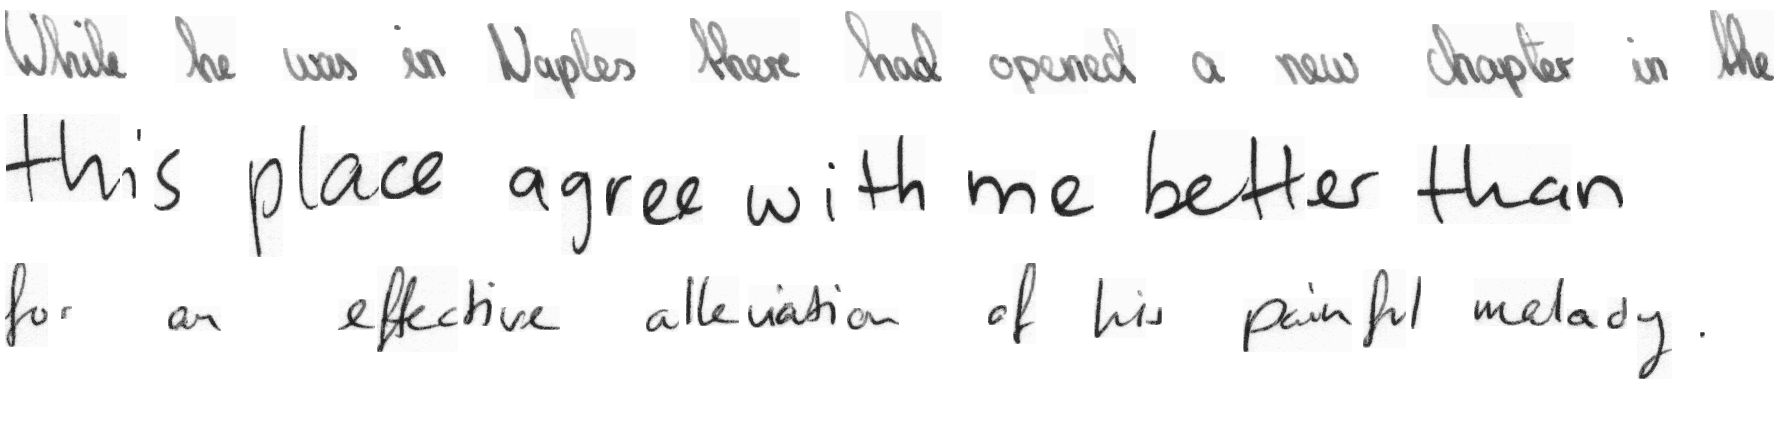 While he was in Naples there had opened a new chapter in the
this place agree with me better than
for an effective alleviation of his painful malady.